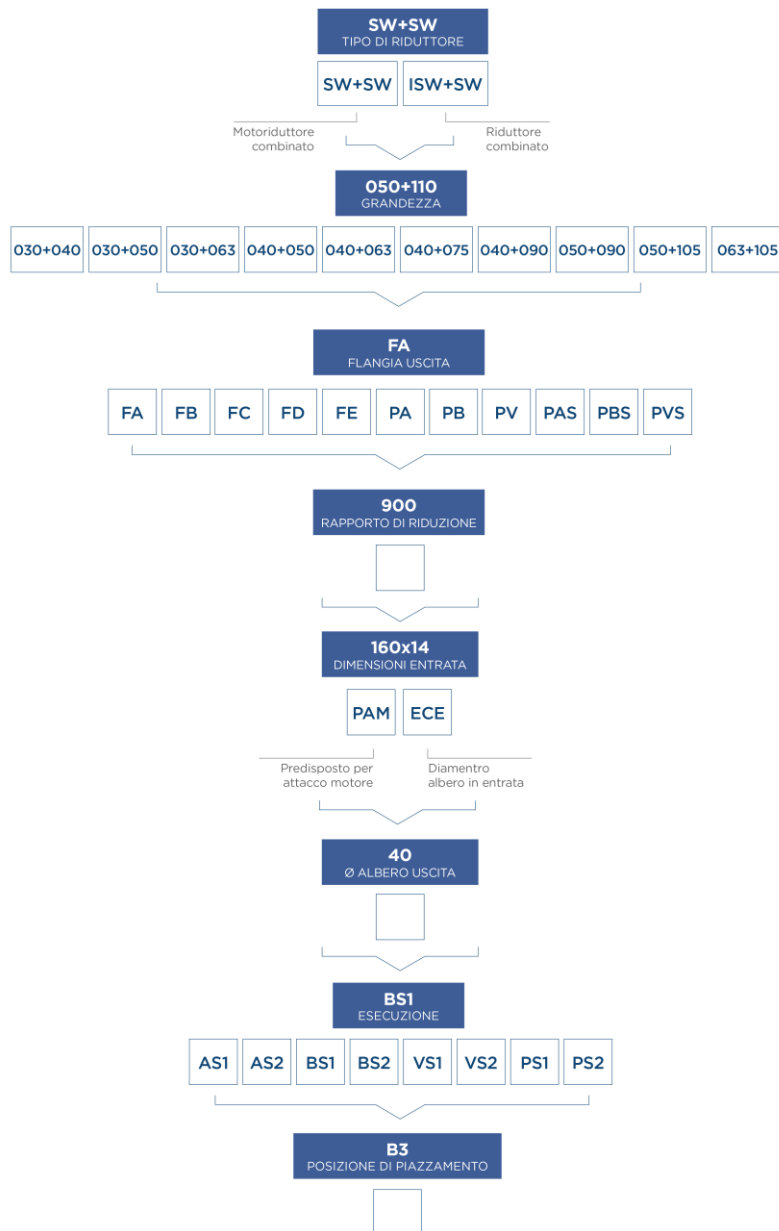 SW+SW
TIPO DI RIDUTTORE
SW+SW ISW+SW
Motoriduttore combinato
Riduttore combinato
050+110
GRANDEZZA
030+040 030+050 030+063 040+050 040+063 040+075 040+090 050+090 050+105 063+105
FA
FLANGIA USCITA
FA FB FC FD FE PA PB PV PAS PBS PVS
900
RAPPORTO DI RIDUZIONE
160x14
DIMENSIONI ENTRATA
PAM ECE
Predisposto per attacco motore
Diamentro albero in entrata
40
Ø ALBERO USCITA
BS1
ESECUZIONE
AS1 AS2 BS1 BS2 VS1 VS2 PS1 PS2
B3
POSIZIONE DI PIAZZAMENTO